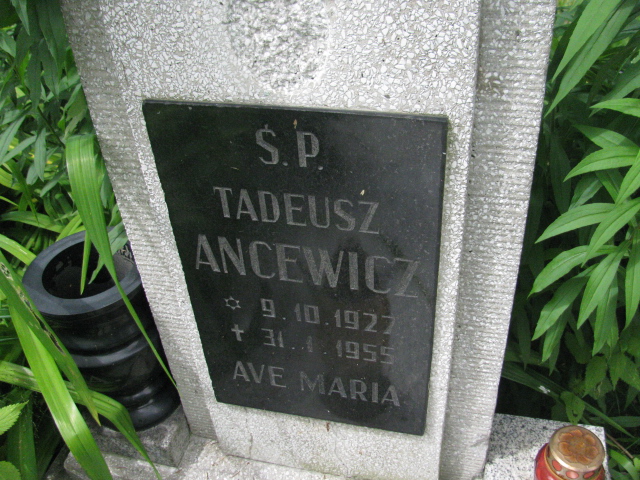 Ś.P.
TADEUSZ
ANCEWICZ
✡ 9.10.1927
✝ 31.1.1955
AVE MARIA